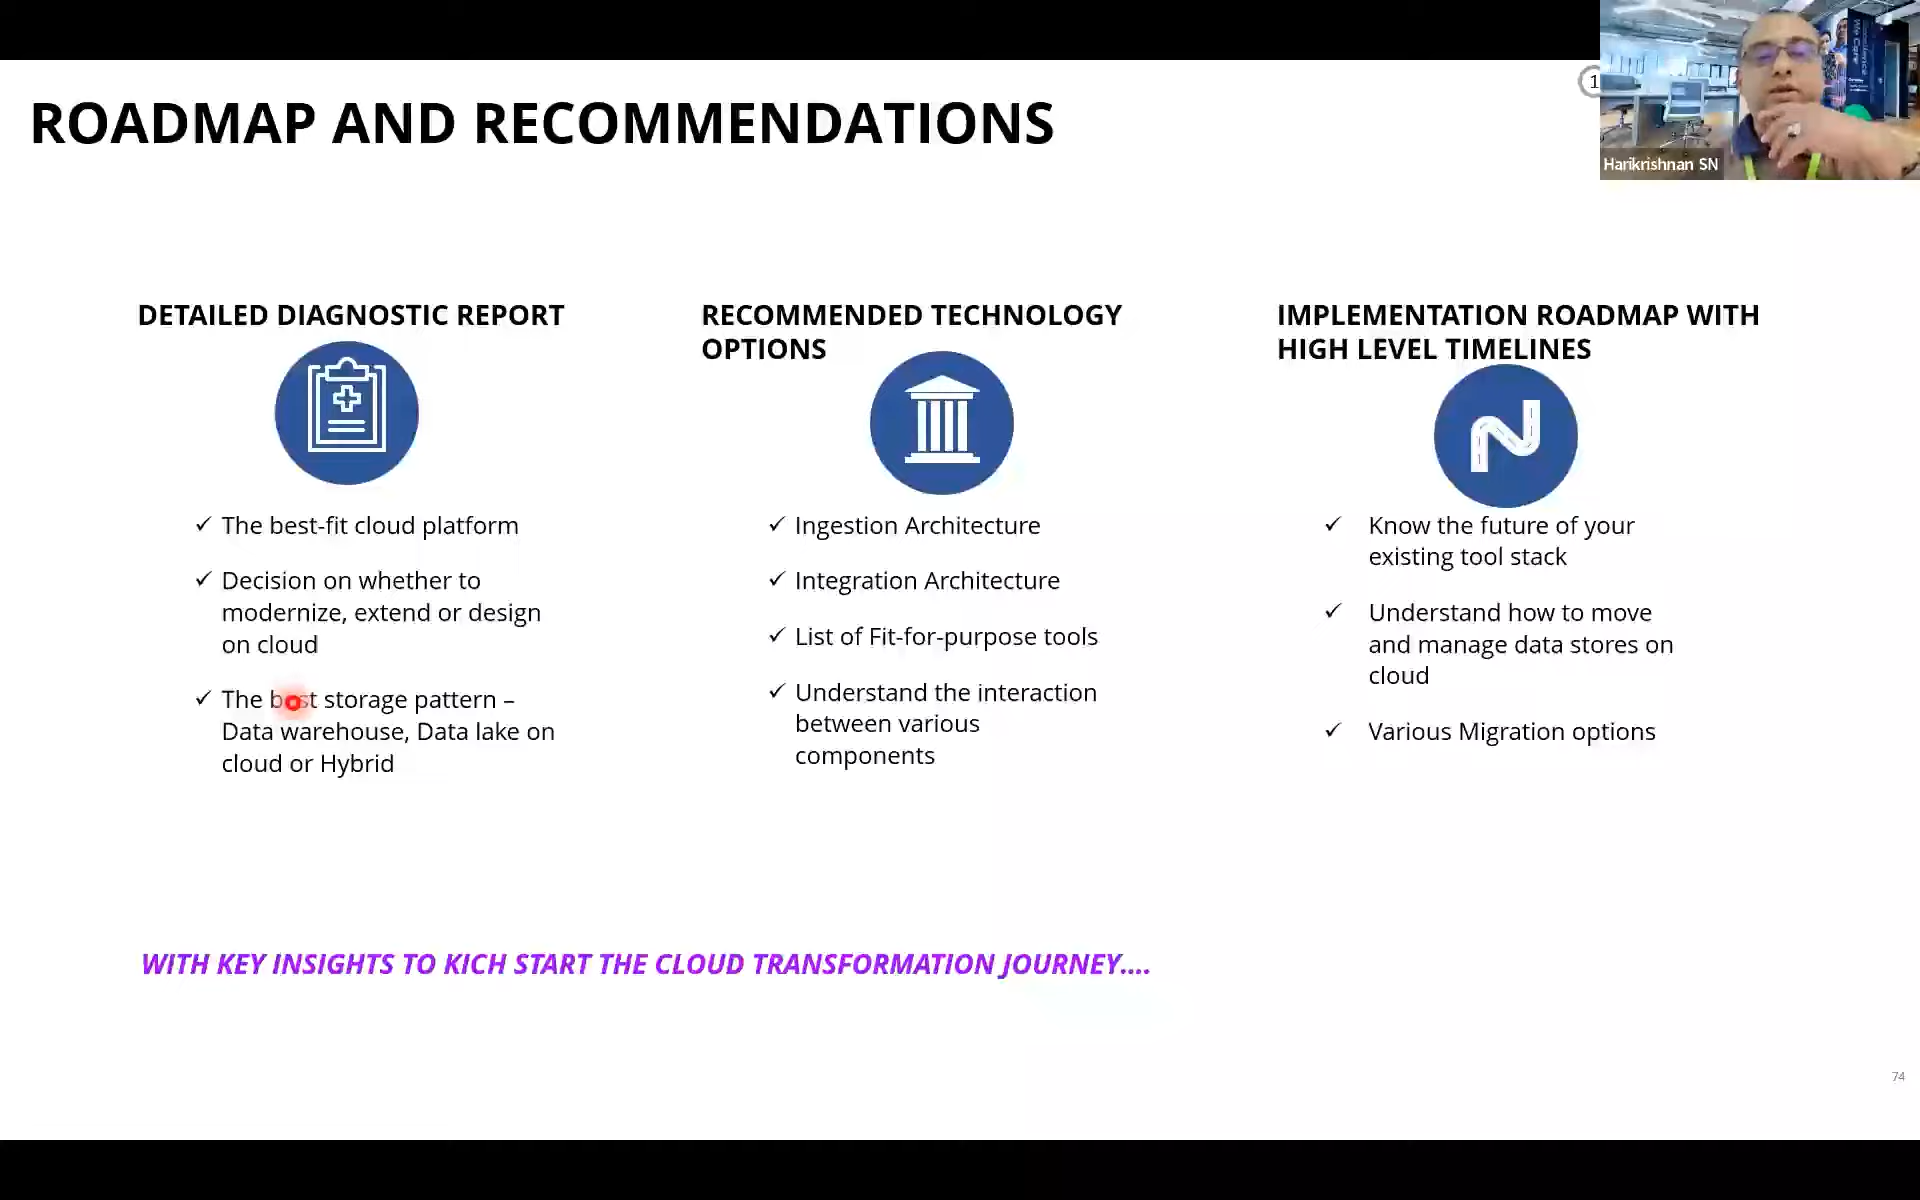 ROADMAP AND RECOMMENDATIONS
1
Harikrishnan SN
DETAILED DIAGNOSTIC REPORT
✓ The best-fit cloud platform
✓ Decision on whether to
modernize, extend or design
on cloud
✓ The best storage pattern –
Data warehouse, Data lake on
cloud or Hybrid
RECOMMENDED TECHNOLOGY
OPTIONS
✓ Ingestion Architecture
✓ Integration Architecture
✓ List of Fit-for-purpose tools
✓ Understand the interaction
between various
components
IMPLEMENTATION ROADMAP WITH
HIGH LEVEL TIMELINES
✓ Know the future of your
existing tool stack
✓ Understand how to move
and manage data stores on
cloud
✓ Various Migration options
WITH KEY INSIGHTS TO KICH START THE CLOUD TRANSFORMATION JOURNEY....
74